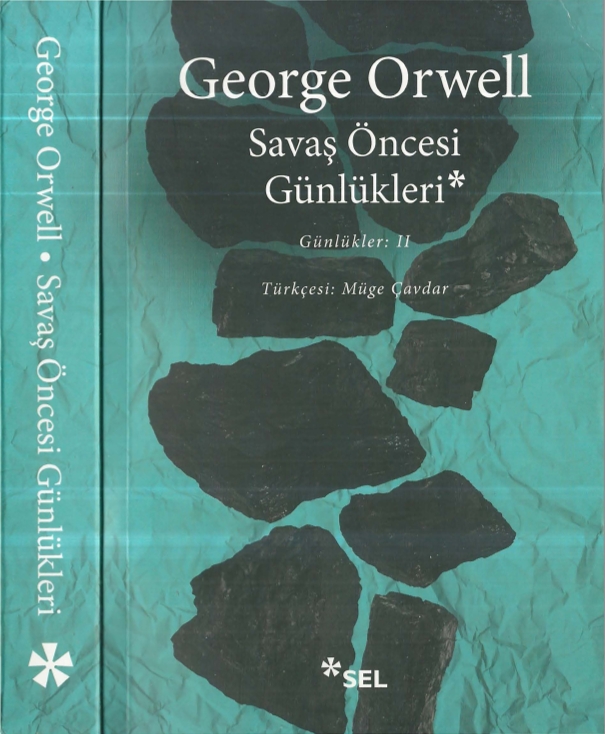 George Orwell • Savaş Öncesi Günlükleri
George Orwell
Savaş Öncesi
Günlükleri*
Günlükler: II
Türkçesi: Müge Çavdar
*SEL